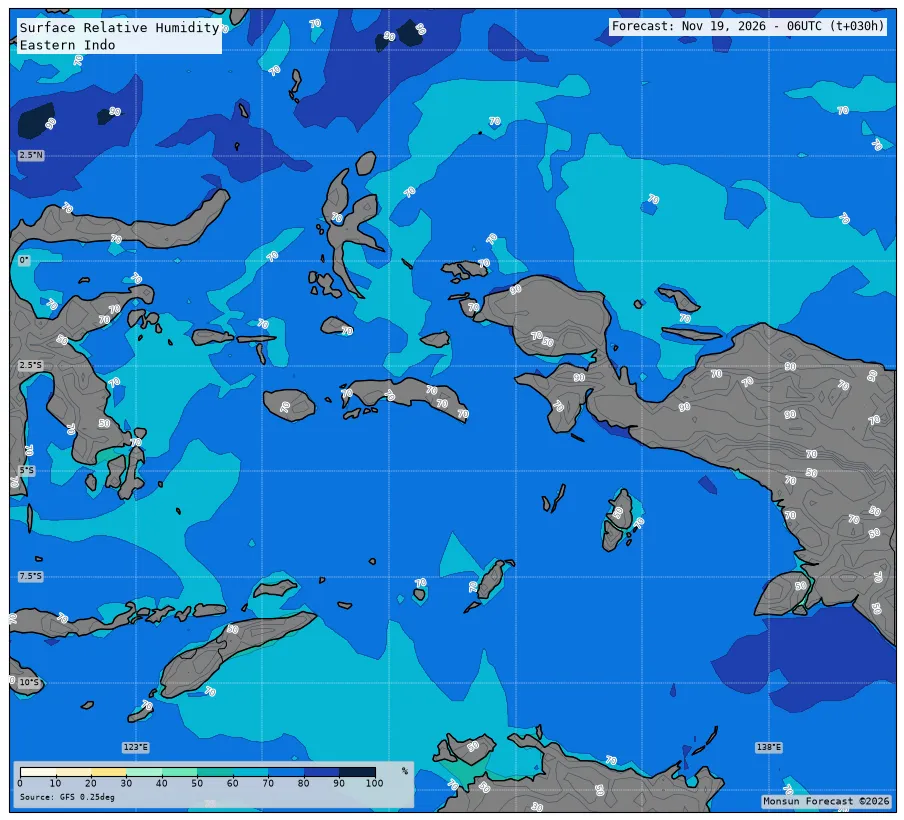 Surface Relative Humidity
Eastern Indo
Forecast: Nov 19, 2026 - 06UTC (t+030h)
2.5°N
0°
2.5°S
5°S
7.5°S
10°S
123°E
138°E
0 10 20 30 40 50 60 70 80 90 100 %
Source: GFS 0.25deg
Monsun Forecast ©2026